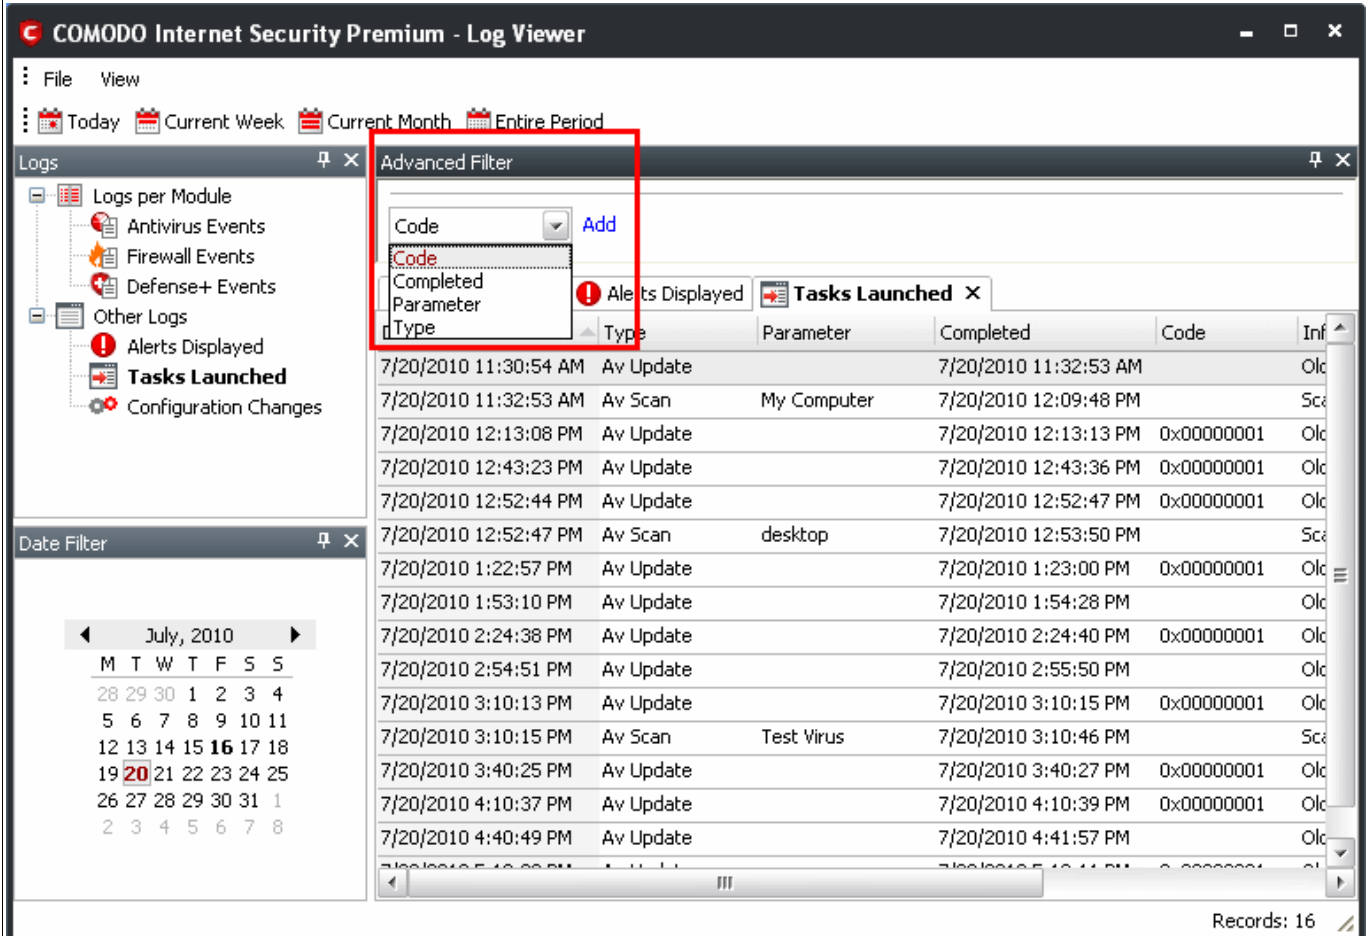 COMODO Internet Security Premium - Log Viewer
File View
Today Current Week Current Month Entire Period
Logs
Logs per Module
Antivirus Events
Firewall Events
Defense+ Events
Other Logs
Alerts Displayed
Tasks Launched
Configuration Changes
Date Filter
July, 2010
M T W T F S S
28 29 30 1 2 3 4
5 6 7 8 9 10 11
12 13 14 15 16 17 18
19 20 21 22 23 24 25
26 27 28 29 30 31 1
2 3 4 5 6 7 8
Advanced Filter
Code Add
Code
Completed
Parameter
Type
Alerts Displayed Tasks Launched
Type Parameter Completed Code
7/20/2010 11:30:54 AM Av Update 7/20/2010 11:32:53 AM
7/20/2010 11:32:53 AM Av Scan My Computer 7/20/2010 12:09:48 PM
7/20/2010 12:13:08 PM Av Update 7/20/2010 12:13:13 PM 0x00000001
7/20/2010 12:43:23 PM Av Update 7/20/2010 12:43:36 PM 0x00000001
7/20/2010 12:52:44 PM Av Update 7/20/2010 12:52:47 PM 0x00000001
7/20/2010 12:52:47 PM Av Scan desktop 7/20/2010 12:53:50 PM
7/20/2010 1:22:57 PM Av Update 7/20/2010 1:23:00 PM 0x00000001
7/20/2010 1:53:10 PM Av Update 7/20/2010 1:54:28 PM
7/20/2010 2:24:38 PM Av Update 7/20/2010 2:24:40 PM 0x00000001
7/20/2010 2:54:51 PM Av Update 7/20/2010 2:55:50 PM
7/20/2010 3:10:13 PM Av Update 7/20/2010 3:10:15 PM 0x00000001
7/20/2010 3:10:15 PM Av Scan Test Virus 7/20/2010 3:10:46 PM
7/20/2010 3:40:25 PM Av Update 7/20/2010 3:40:27 PM 0x00000001
7/20/2010 4:10:37 PM Av Update 7/20/2010 4:10:39 PM 0x00000001
7/20/2010 4:40:49 PM Av Update 7/20/2010 4:41:57 PM
Records: 16